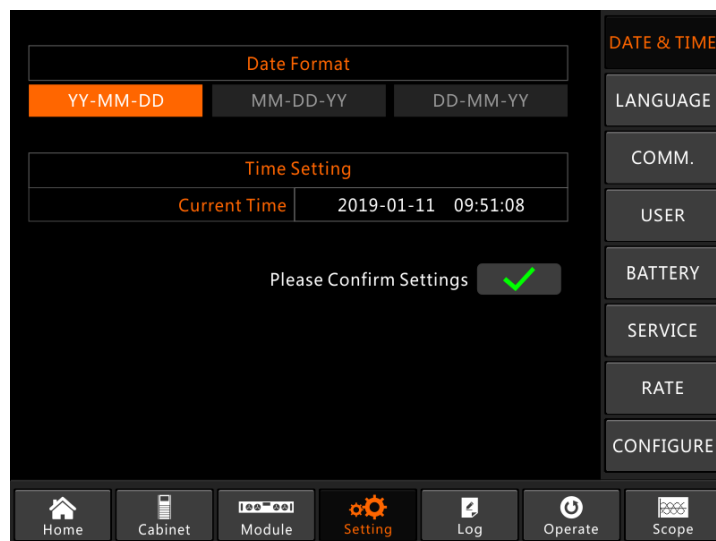 Date Format
YY-MM-DD MM-DD-YY DD-MM-YY
Time Setting
Current Time 2019-01-11 09:51:08
Please Confirm Settings
DATE & TIME
LANGUAGE
COMM.
USER
BATTERY
SERVICE
RATE
CONFIGURE
Home Cabinet Module Setting Log Operate Scope